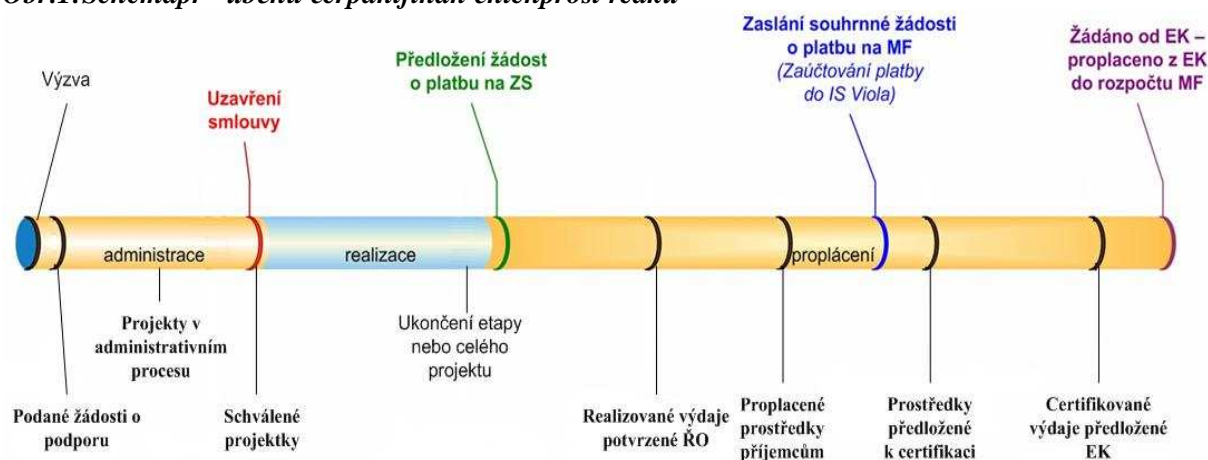 Výzva
Uzavření
smlouvy
Předložení žádost
o platbu na ZS
Zaslání souhrnné žádosti
o platbu na MF
(Zaúčtování platby
do IS Viola)
Žádáno od EK –
proplaceno z EK
do rozpočtu MF
administrace
realizace
proplácení
Podané žádosti o
podporu
Projekty v
administrativním
procesu
Schválené
projektky
Ukončení etapy
nebo celého
projektu
Realizované výdaje
potvrzené ŘO
Proplacené
prostředky
příjemcům
Prostředky
předložené
k certifikaci
Certifikované
výdaje předložené
EK